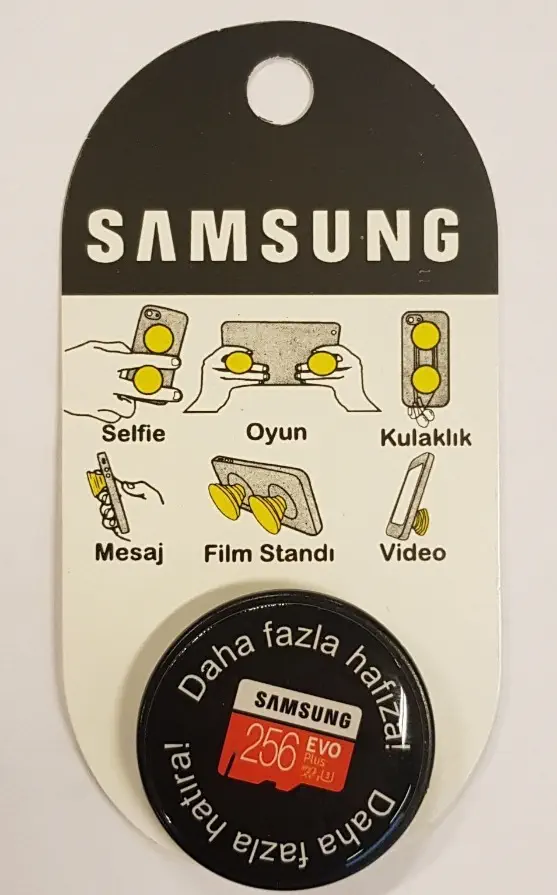 SAMSUNG
Selfie
Oyun
Kulaklık
Mesaj
Film Standı
Video
Daha fazla hafıza!
SAMSUNG
256 EVO
Plus
Daha fazla hatıra!